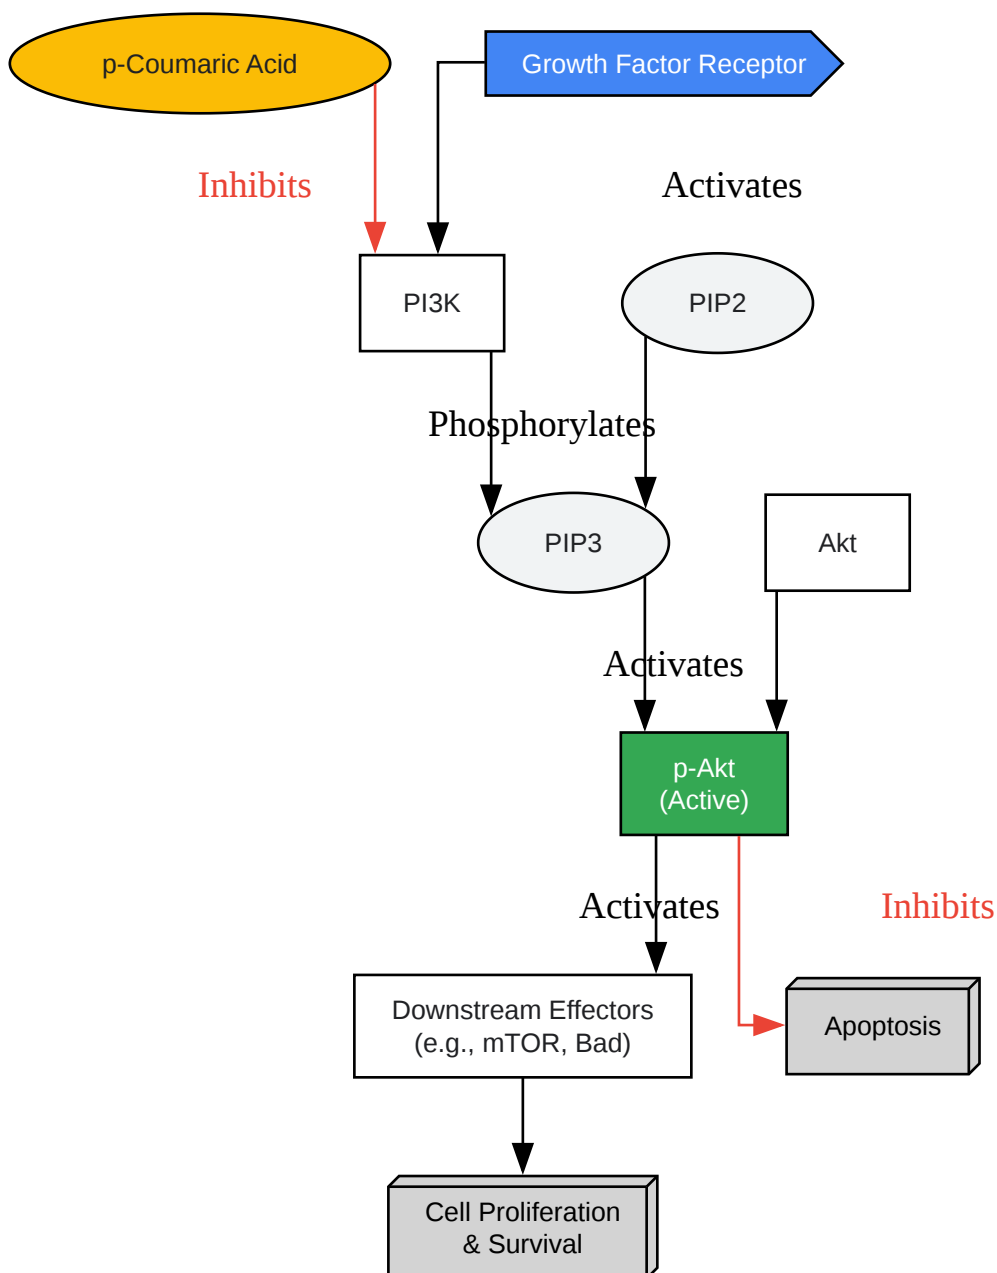 p-Coumaric Acid
Growth Factor Receptor
Inhibits
Activates
PI3K
PIP2
Phosphorylates
PIP3
Akt
Activates
p-Akt
(Active)
Activates
Inhibits
Downstream Effectors
(e.g., mTOR, Bad)
Apoptosis
Cell Proliferation
& Survival